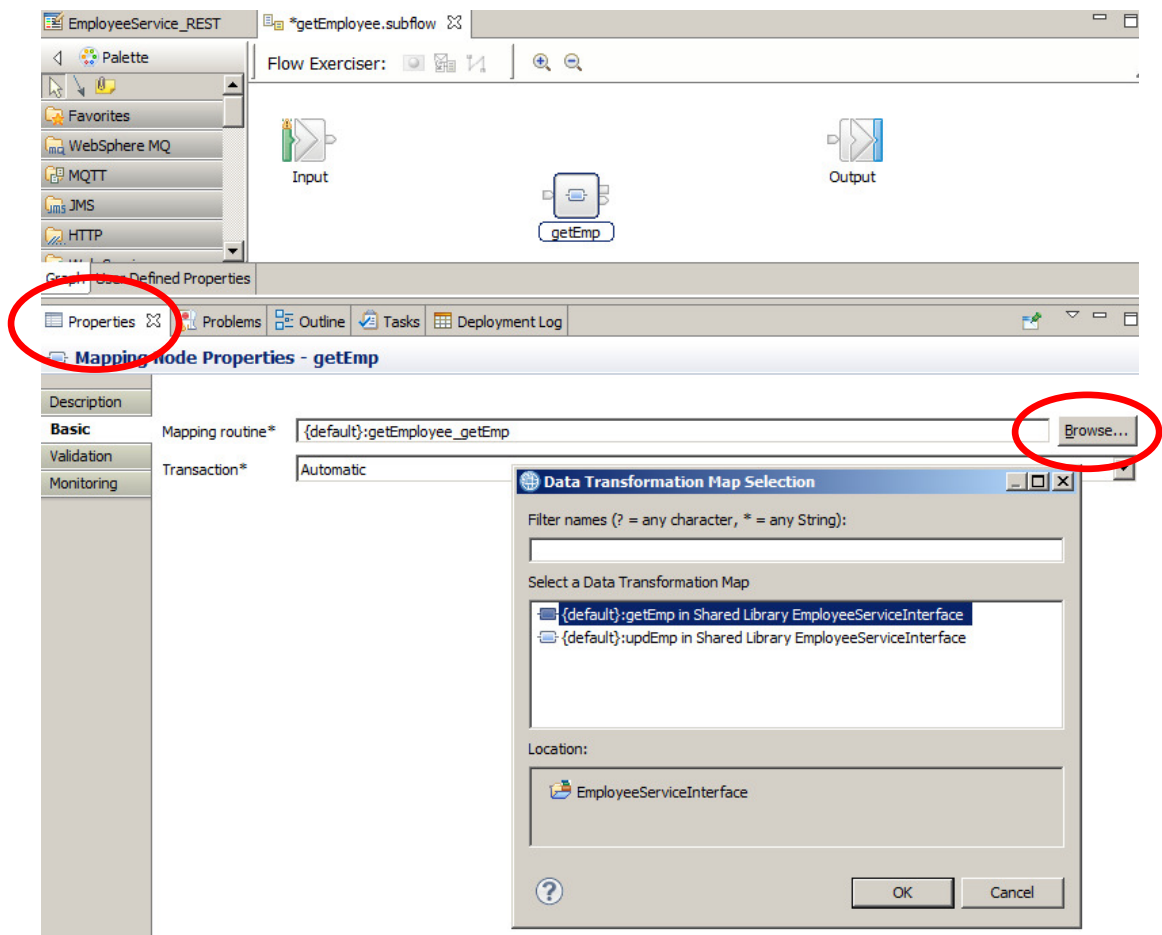 EmployeeService_REST
*getEmployee.subflow
Palette
Flow Exerciser:
Favorites
WebSphere MQ
MQTT
JMS
HTTP
Input
getEmp
Output
Graph User Defined Properties
Properties Problems Outline Tasks Deployment Log
Mapping Node Properties - getEmp
Description
Basic
Validation
Monitoring
Mapping routine* {default}:getEmployee_getEmp Browse...
Transaction* Automatic
Data Transformation Map Selection
Filter names (? = any character, * = any String):
Select a Data Transformation Map
{default}:getEmp in Shared Library EmployeeServiceInterface
{default}:updEmp in Shared Library EmployeeServiceInterface
Location:
EmployeeServiceInterface
OK Cancel